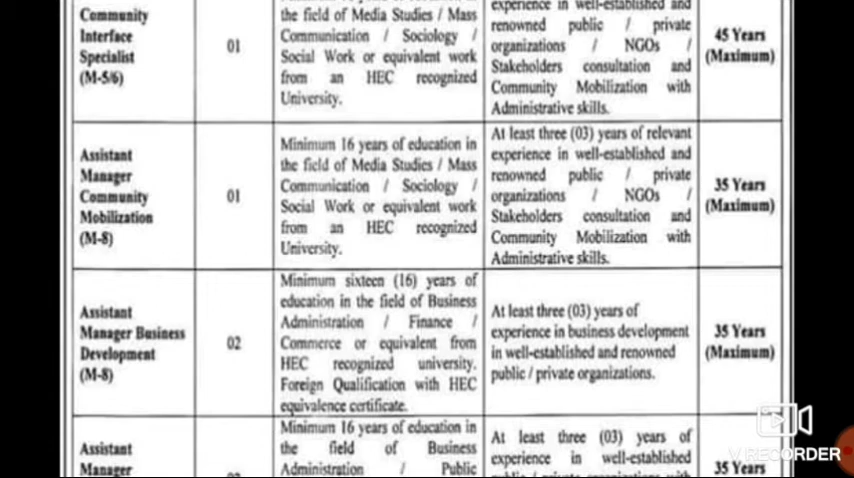 Community
Interface
Specialist
(M-5/6)
01
the field of Media Studies / Mass
Communication / Sociology /
Social Work or equivalent work
from an HEC recognized
University.
experience in well-established and
renowned public / private
organizations / NGOs /
Stakeholders consultation and
Community Mobilization with
Administrative skills.
45 Years
(Maximum)
Assistant
Manager
Community
Mobilization
(M-8)
01
Minimum 16 years of education in
the field of Media Studies / Mass
Communication / Sociology /
Social Work or equivalent work
from an HEC recognized
University.
At least three (03) years of relevant
experience in well-established and
renowned public / private
organizations / NGOs /
Stakeholders consultation and
Community Mobilization with
Administrative skills.
35 Years
(Maximum)
Assistant
Manager Business
Development
(M-8)
02
Minimum sixteen (16) years of
education in the field of Business
Administration / Finance /
Commerce or equivalent from
HEC recognized university.
Foreign Qualification with HEC
equivalence certificate.
At least three (03) years of
experience in business development
in well-established and renowned
public / private organizations.
35 Years
(Maximum)
Assistant
Manager
Minimum 16 years of education in
the field of Business
Administration / Public
At least three (03) years of
experience in well-established
35 Years
V RECORDER